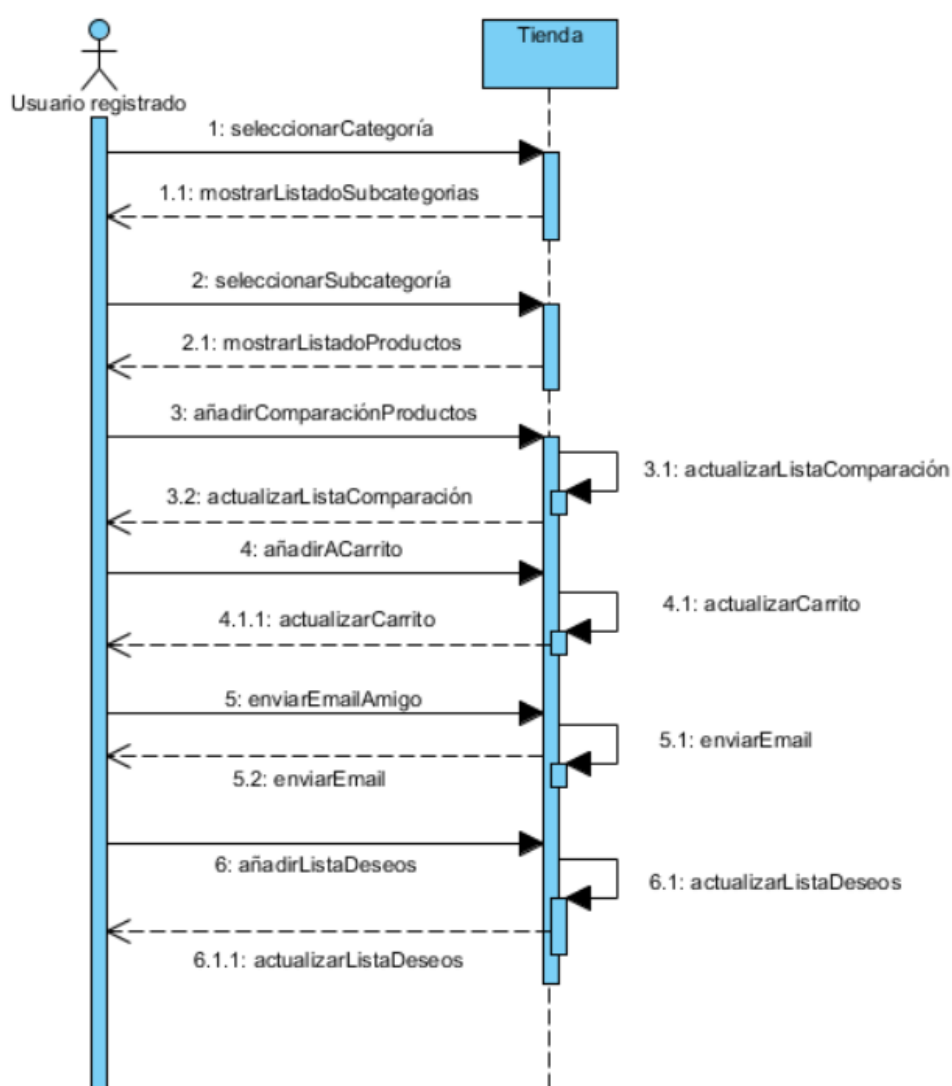 Tienda
Usuario registrado
1: seleccionarCategoría
1.1: mostrarListadoSubcategorias
2: seleccionarSubcategoría
2.1: mostrarListadoProductos
3: añadirComparaciónProductos
3.1: actualizarListaComparación
3.2: actualizarListaComparación
4: añadirACarrito
4.1: actualizarCarrito
4.1.1: actualizarCarrito
5: enviarEmailAmigo
5.1: enviarEmail
5.2: enviarEmail
6: añadirListaDeseos
6.1: actualizarListaDeseos
6.1.1: actualizarListaDeseos